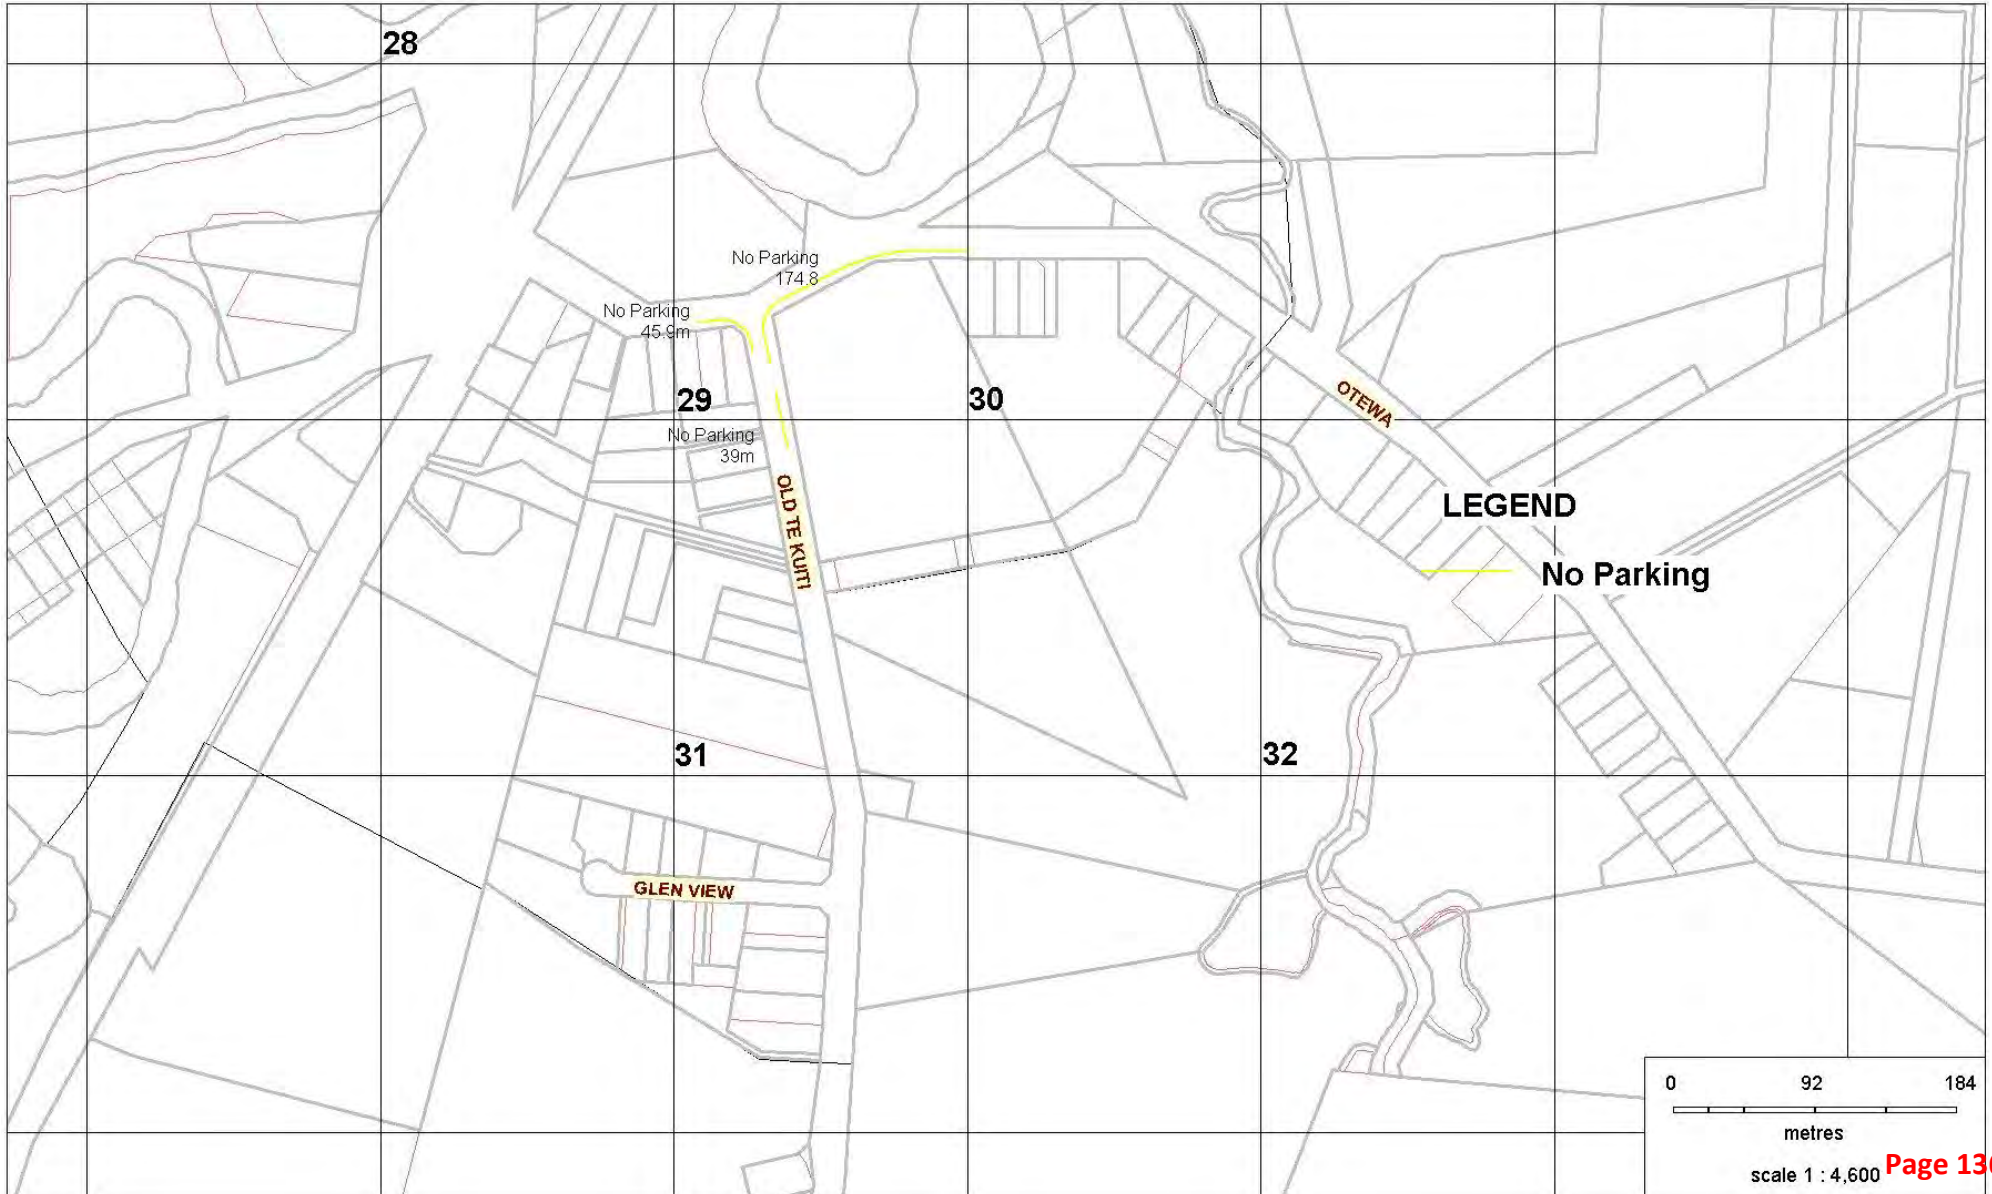 28
No Parking
174.8
No Parking
45.9m
29
30
No Parking
39m
OTEWA
OLD TE KUITI
LEGEND
No Parking
31
32
GLEN VIEW
0 92 184
metres
scale 1 : 4,600
Page 13